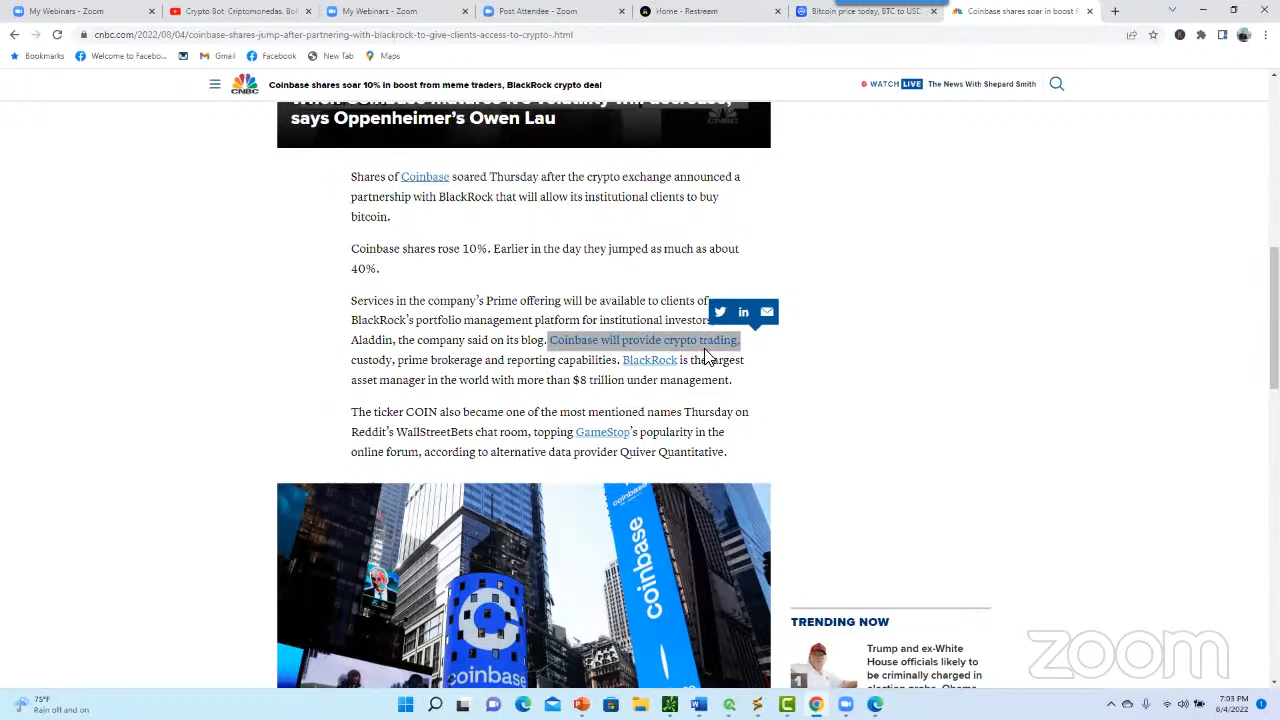 My Webinars - Zoom
Crypto Bot: Criptomonedas. Bol
My Webinars - Zoom
Post Attendee - Zoom
Home - Restream
Bitcoin price today, BTC to USD
Coinbase shares soar in boost f
cnbc.com/2022/08/04/coinbase-shares-jump-after-partnering-with-blackrock-to-give-clients-access-to-crypto-.html
Bookmarks
Welcome to Facebo...
Gmail
Facebook
New Tab
Maps
CNBC
Coinbase shares soar 10% in boost from meme traders, BlackRock crypto deal
WATCH LIVE
The News With Shepard Smith
says Oppenheimer's Owen Lau
CNBC
Shares of Coinbase soared Thursday after the crypto exchange announced a
partnership with BlackRock that will allow its institutional clients to buy
bitcoin.
Coinbase shares rose 10%. Earlier in the day they jumped as much as about
40%.
Services in the company's Prime offering will be available to clients of
BlackRock's portfolio management platform for institutional investors
Aladdin, the company said on its blog. Coinbase will provide crypto trading,
custody, prime brokerage and reporting capabilities. BlackRock is the largest
asset manager in the world with more than $8 trillion under management.
The ticker COIN also became one of the most mentioned names Thursday on
Reddit's WallStreetBets chat room, topping GameStop's popularity in the
online forum, according to alternative data provider Quiver Quantitative.
coinbase
coinbase
coinbase
TRENDING NOW
1
Trump and ex-White
House officials likely to
be criminally charged in
zoom
75°F
Rain off and on
7:03 PM
8/4/2022